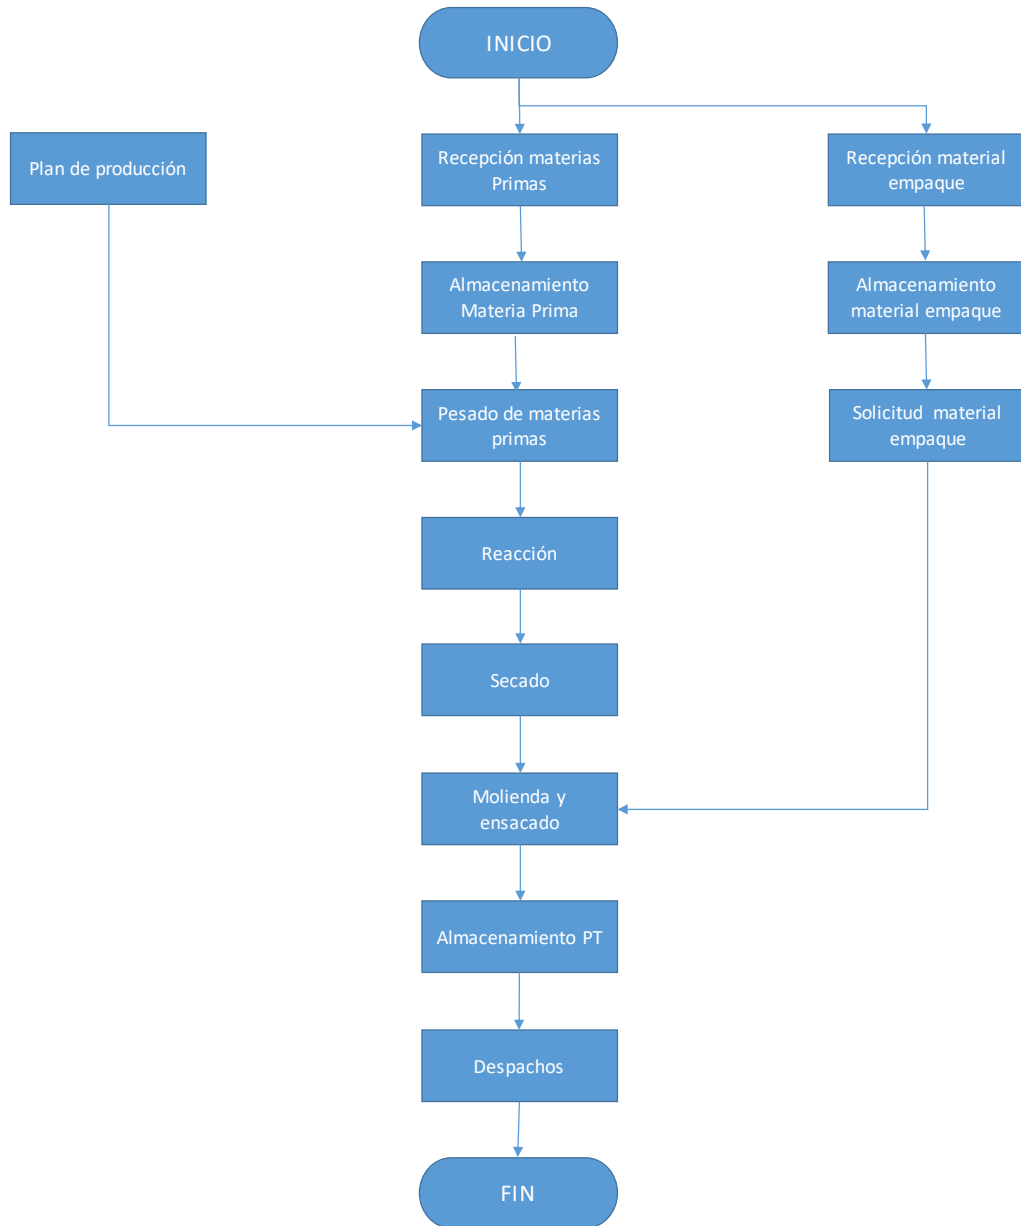 INICIO
Plan de producción
Recepción materias
Primas
Recepción material
empaque
Almacenamiento
Materia Prima
Almacenamiento
material empaque
Pesado de materias
primas
Solicitud material
empaque
Reacción
Secado
Molienda y
ensacado
Almacenamiento PT
Despachos
FIN